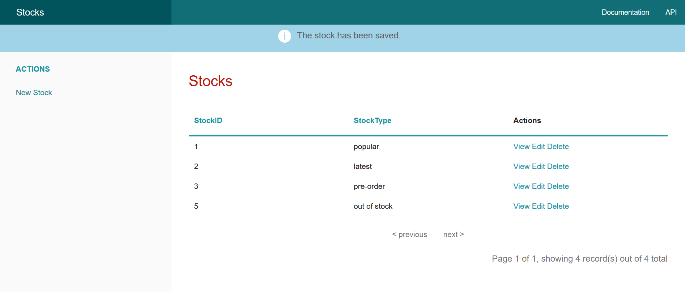 Stocks Documentation API
The stock has been saved.
ACTIONS
New Stock
Stocks
StockID StockType Actions
1 popular View Edit Delete
2 latest View Edit Delete
3 pre-order View Edit Delete
5 out of stock View Edit Delete
< previous next >
Page 1 of 1, showing 4 record(s) out of 4 total